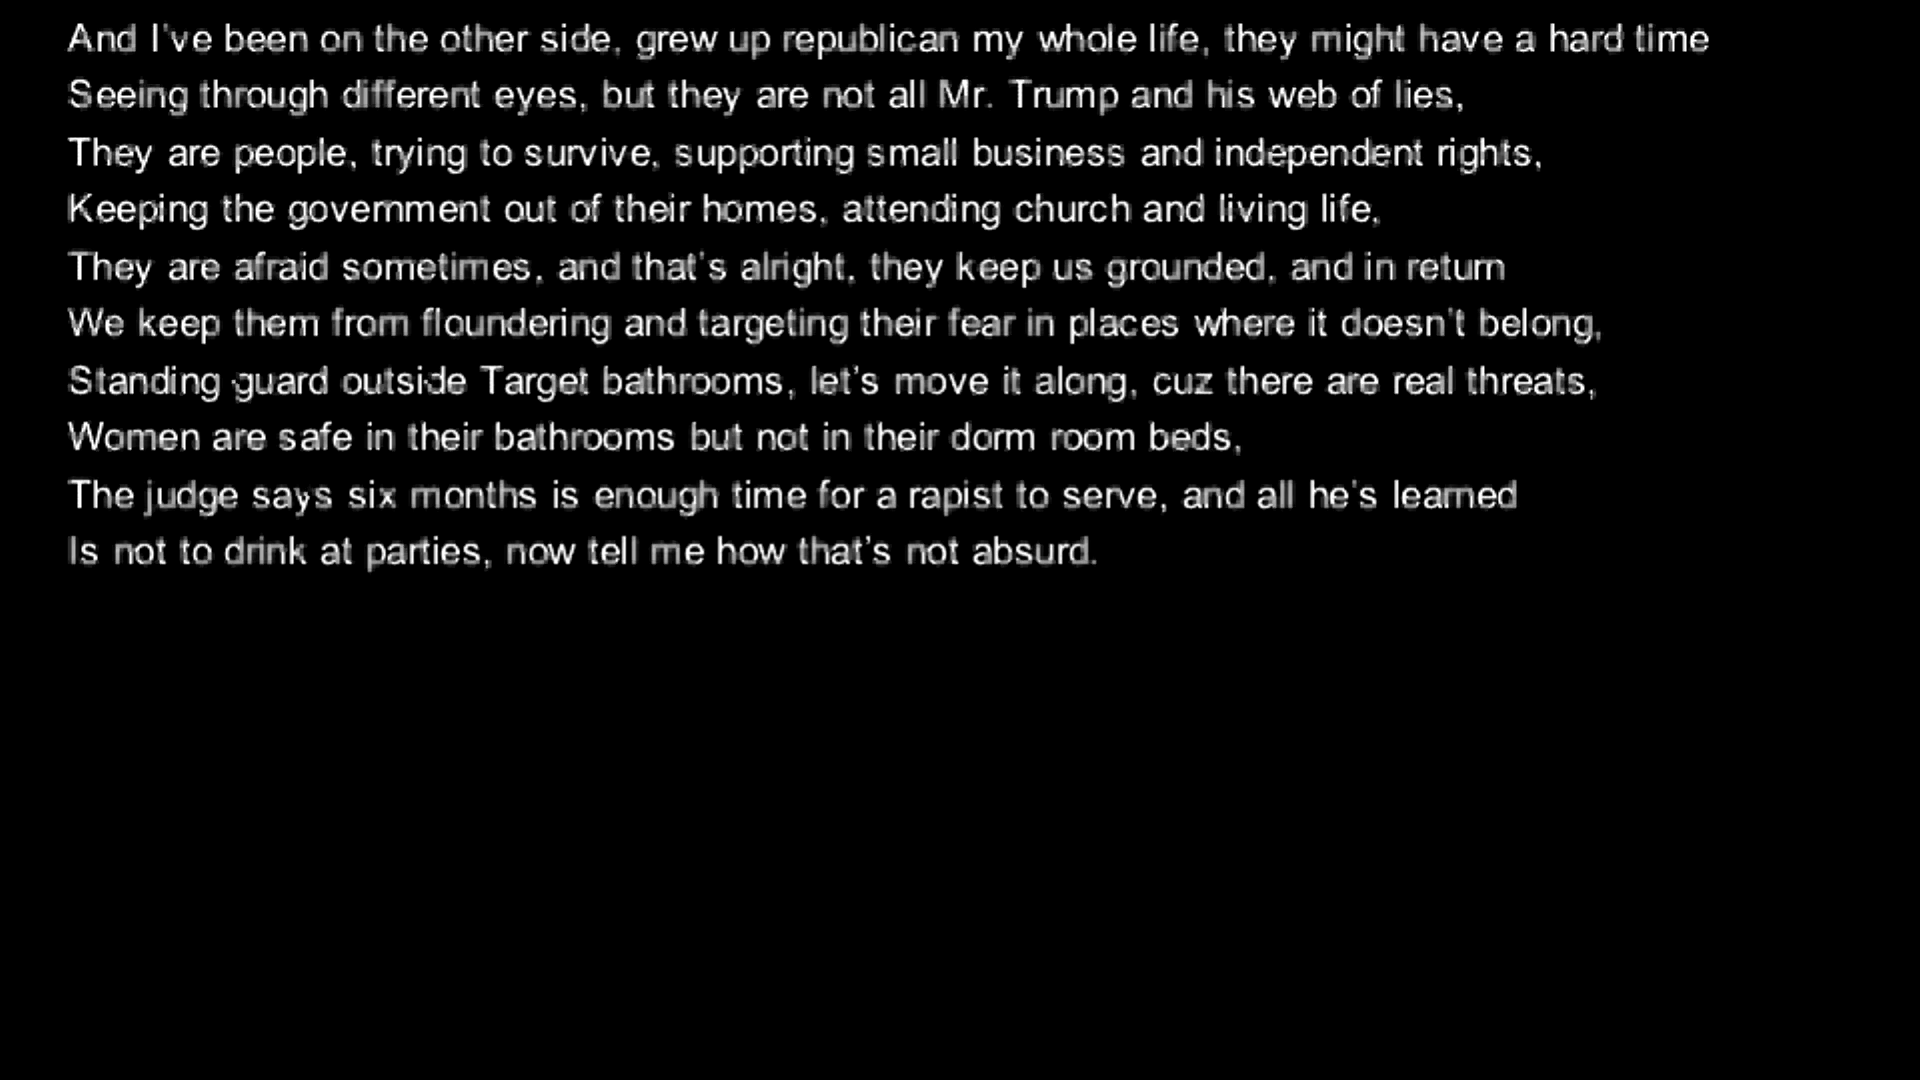 And I've been on the other side, grew up republican my whole life, they might have a hard time
Seeing through different eyes, but they are not all Mr. Trump and his web of lies,
They are people, trying to survive, supporting small business and independent rights,
Keeping the government out of their homes, attending church and living life,
They are afraid sometimes, and that's alright, they keep us grounded, and in return
We keep them from floundering and targeting their fear in places where it doesn't belong,
Standing guard outside Target bathrooms, let's move it along, cuz there are real threats,
Women are safe in their bathrooms but not in their dorm room beds,
The judge says six months is enough time for a rapist to serve, and all he's learned
Is not to drink at parties, now tell me how that's not absurd.